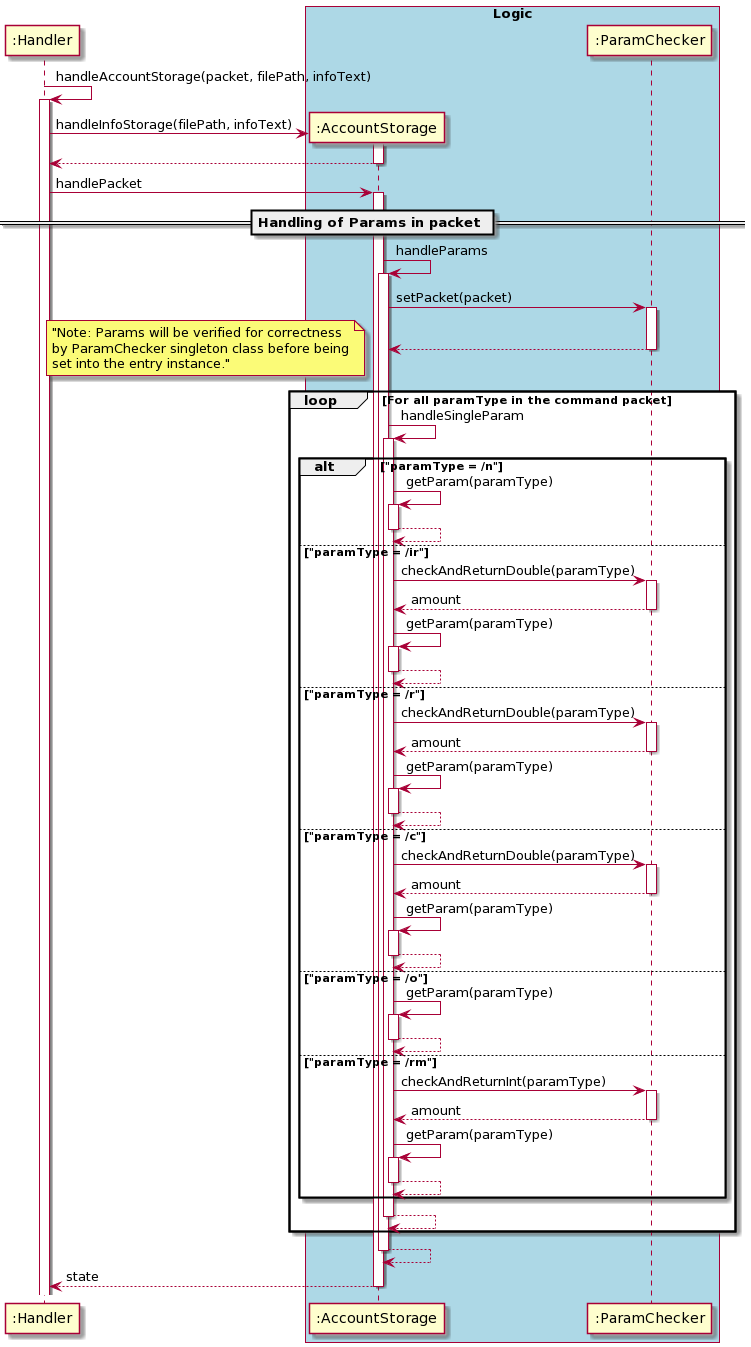 Logic
:Handler
:ParamChecker
handleAccountStorage(packet, filePath, infoText)
handleInfoStorage(filePath, infoText)
:AccountStorage
handlePacket
Handling of Params in packet
handleParams
setPacket(packet)
"Note: Params will be verified for correctness
by ParamChecker singleton class before being
set into the entry instance."
loop
[For all paramType in the command packet]
handleSingleParam
alt
["paramType = /n"]
getParam(paramType)
["paramType = /ir"]
checkAndReturnDouble(paramType)
amount
getParam(paramType)
["paramType = /r"]
checkAndReturnDouble(paramType)
amount
getParam(paramType)
["paramType = /c"]
checkAndReturnDouble(paramType)
amount
getParam(paramType)
["paramType = /o"]
getParam(paramType)
["paramType = /rm"]
checkAndReturnInt(paramType)
amount
getParam(paramType)
state
:Handler
:AccountStorage
:ParamChecker